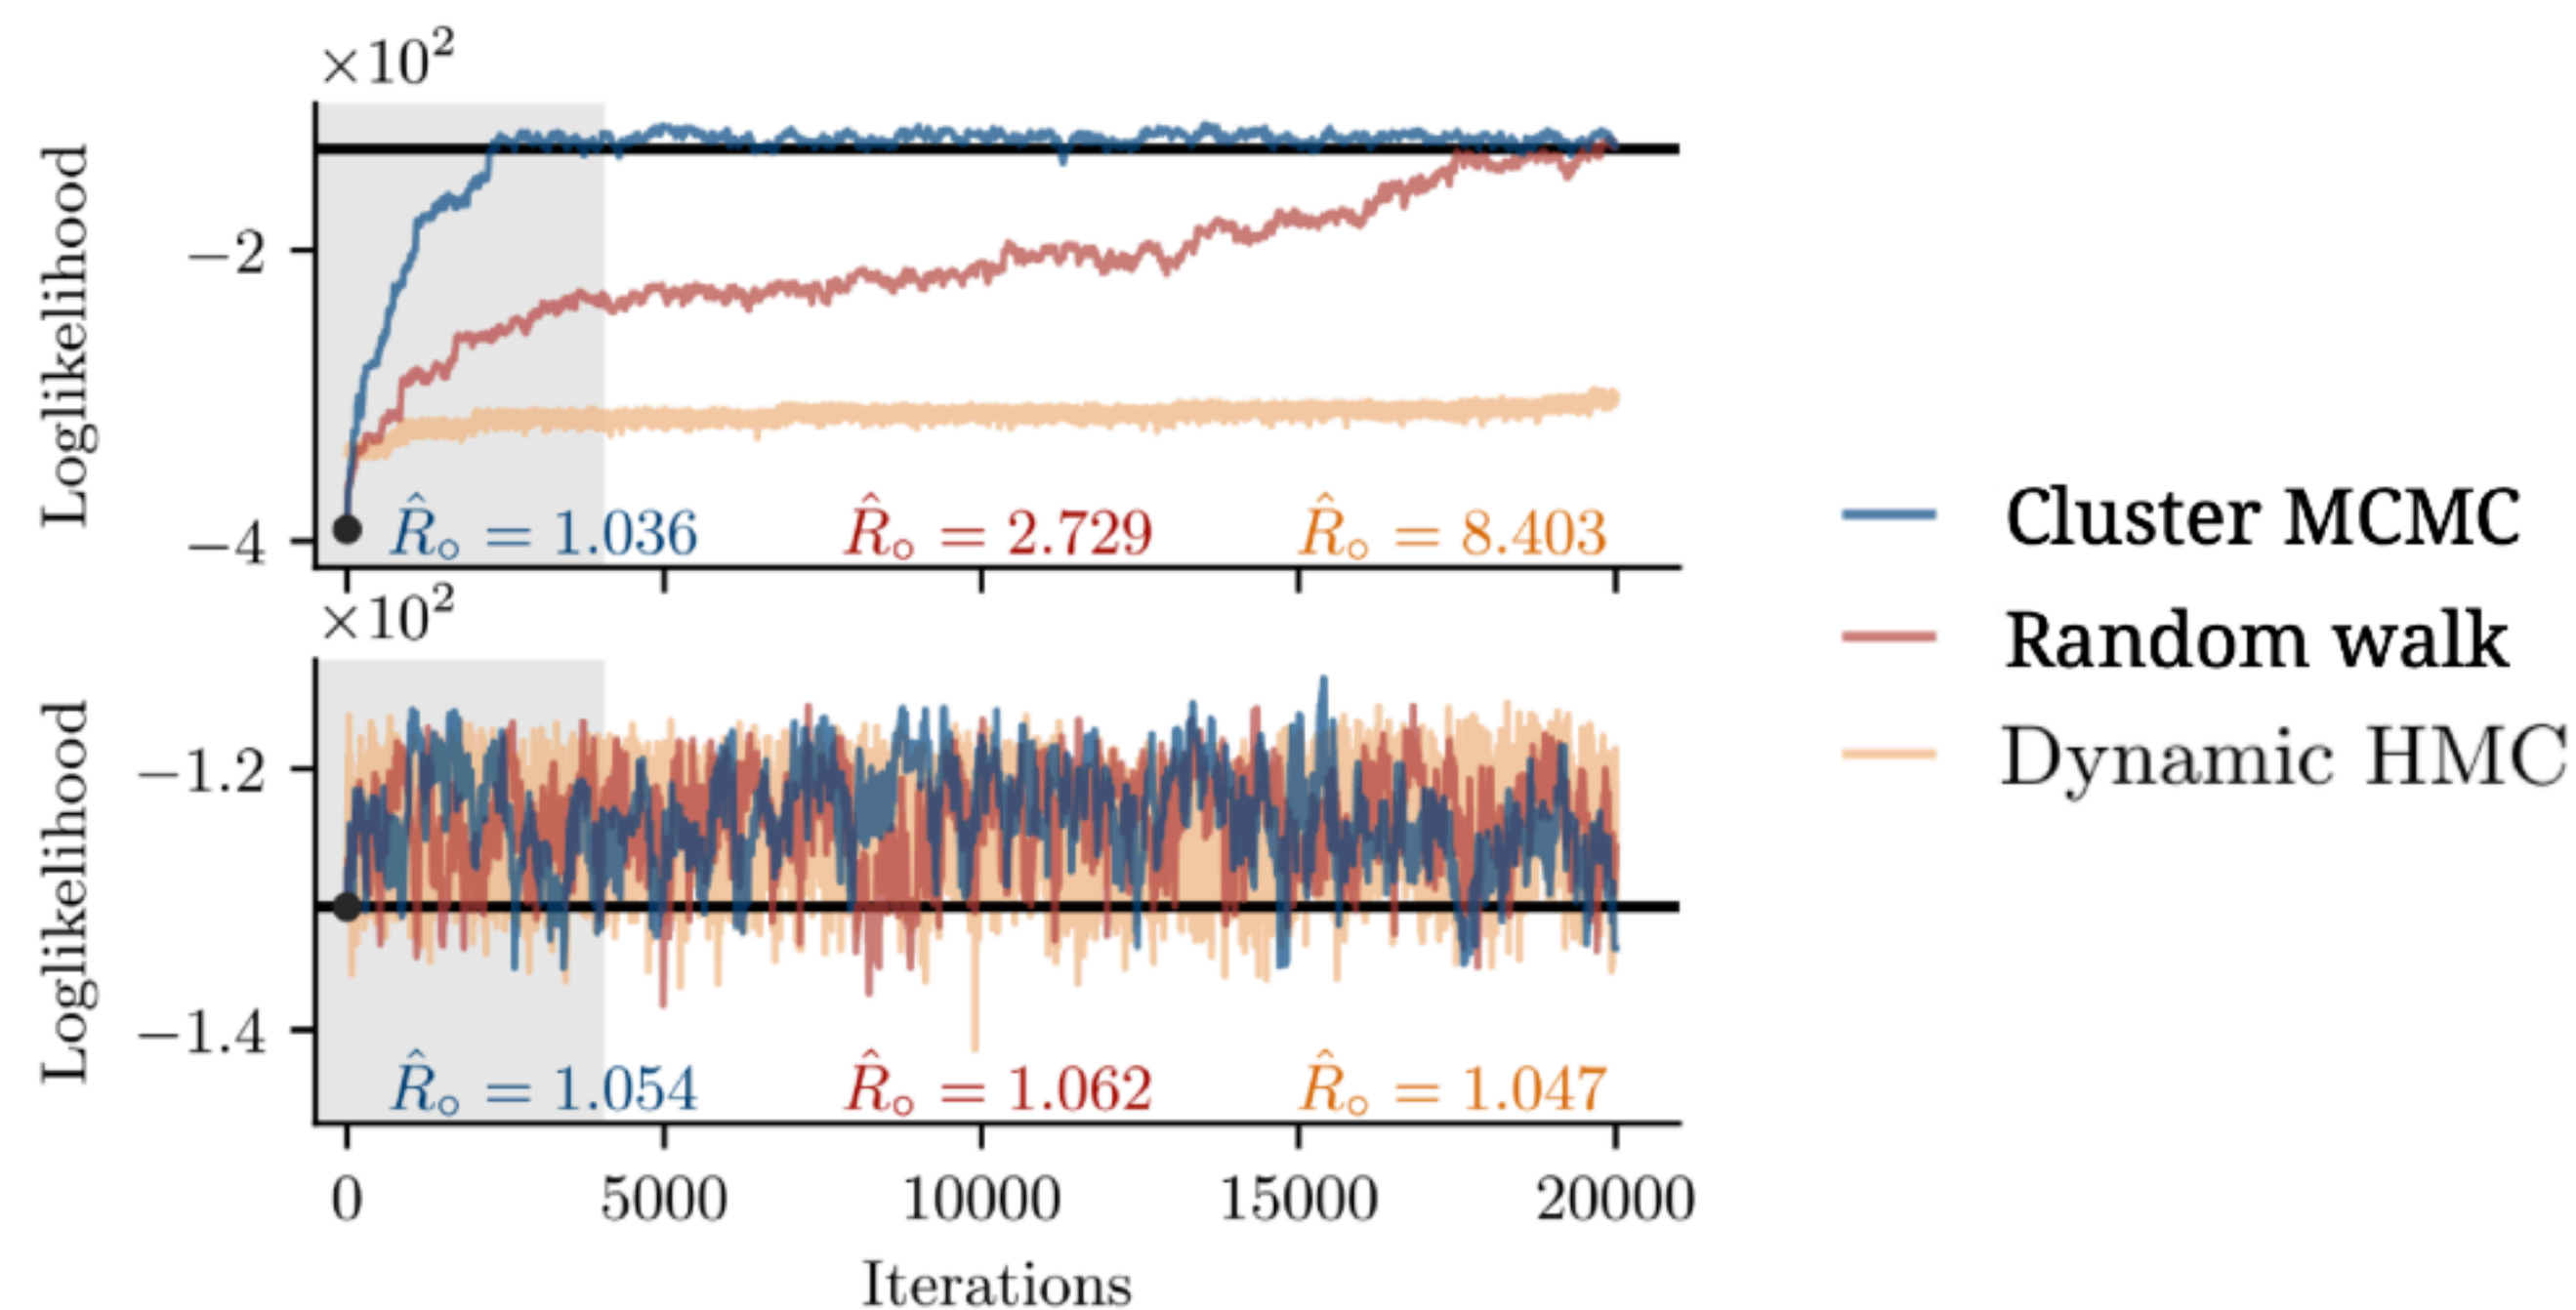 ×10²
Loglikelihood
−2
−4
R̂∘ = 1.036
R̂∘ = 2.729
R̂∘ = 8.403
×10²
Loglikelihood
−1.2
−1.4
R̂∘ = 1.054
R̂∘ = 1.062
R̂∘ = 1.047
0
5000
10000
15000
20000
Iterations
Cluster MCMC
Random walk
Dynamic HMC